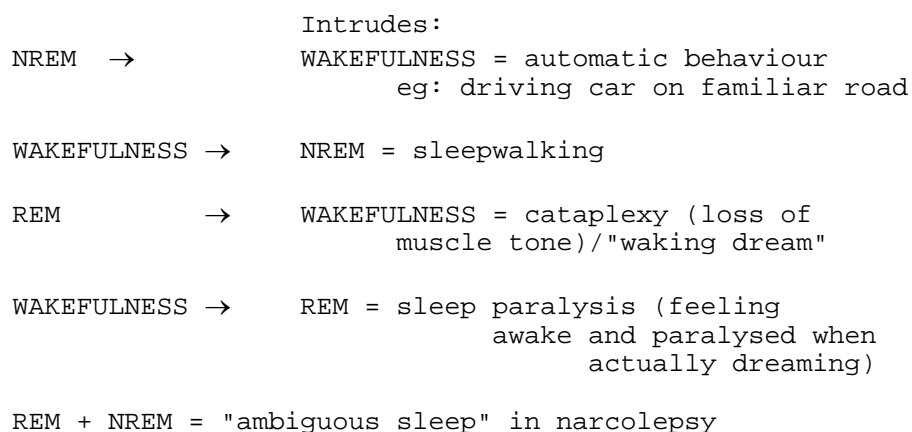 Intrudes:
NREM → WAKEFULNESS = automatic behaviour
eg: driving car on familiar road
WAKEFULNESS → NREM = sleepwalking
REM → WAKEFULNESS = cataplexy (loss of
muscle tone)/"waking dream"
WAKEFULNESS → REM = sleep paralysis (feeling
awake and paralysed when
actually dreaming)
REM + NREM = "ambiguous sleep" in narcolepsy